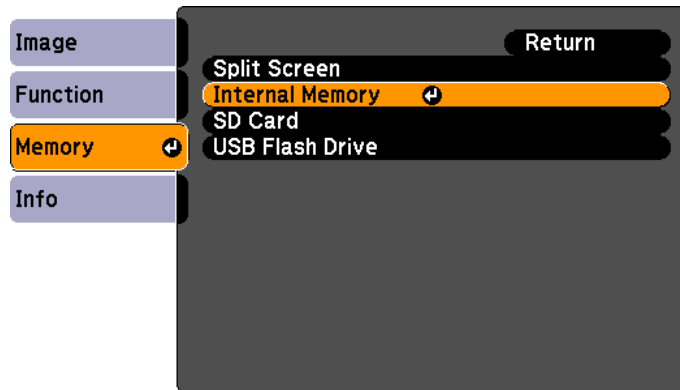 Image
Function
Memory
Info
Return
Split Screen
Internal Memory
SD Card
USB Flash Drive